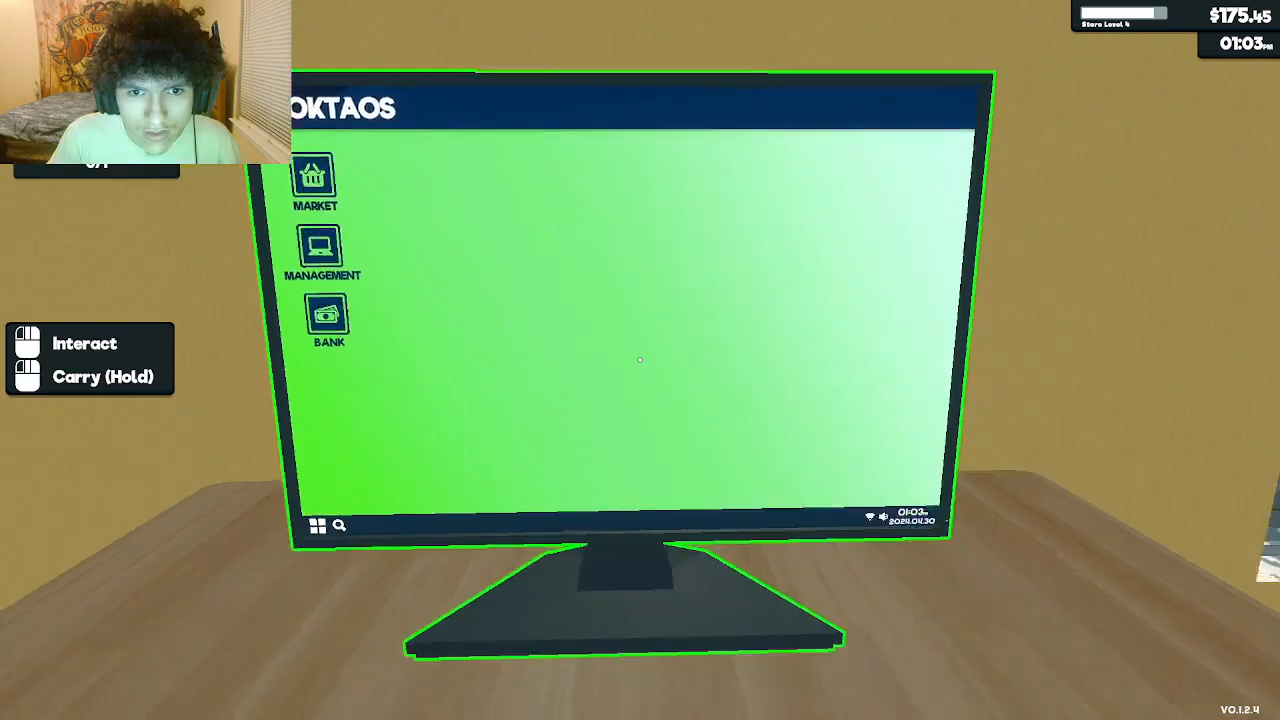 Store Level 4
$175.45
01:03PM
OKTAOS
MARKET
MANAGEMENT
BANK
Interact
Carry (Hold)
01:03PM
2024.04.30
V0.1.2.4